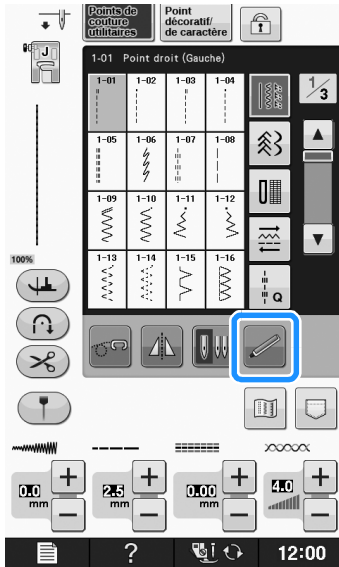 Points de
couture
utilitaires
Point
décoratif/
de caractère
J
1-01 Point droit (Gauche)
1-01 1-02 1-03 1-04
1/3
1-05 1-06 1-07 1-08
1-09 1-10 1-11 1-12
1-13 1-14 1-15 1-16
100%
Q
0.0 mm
2.5 mm
0.00 mm
4.0
? 12:00